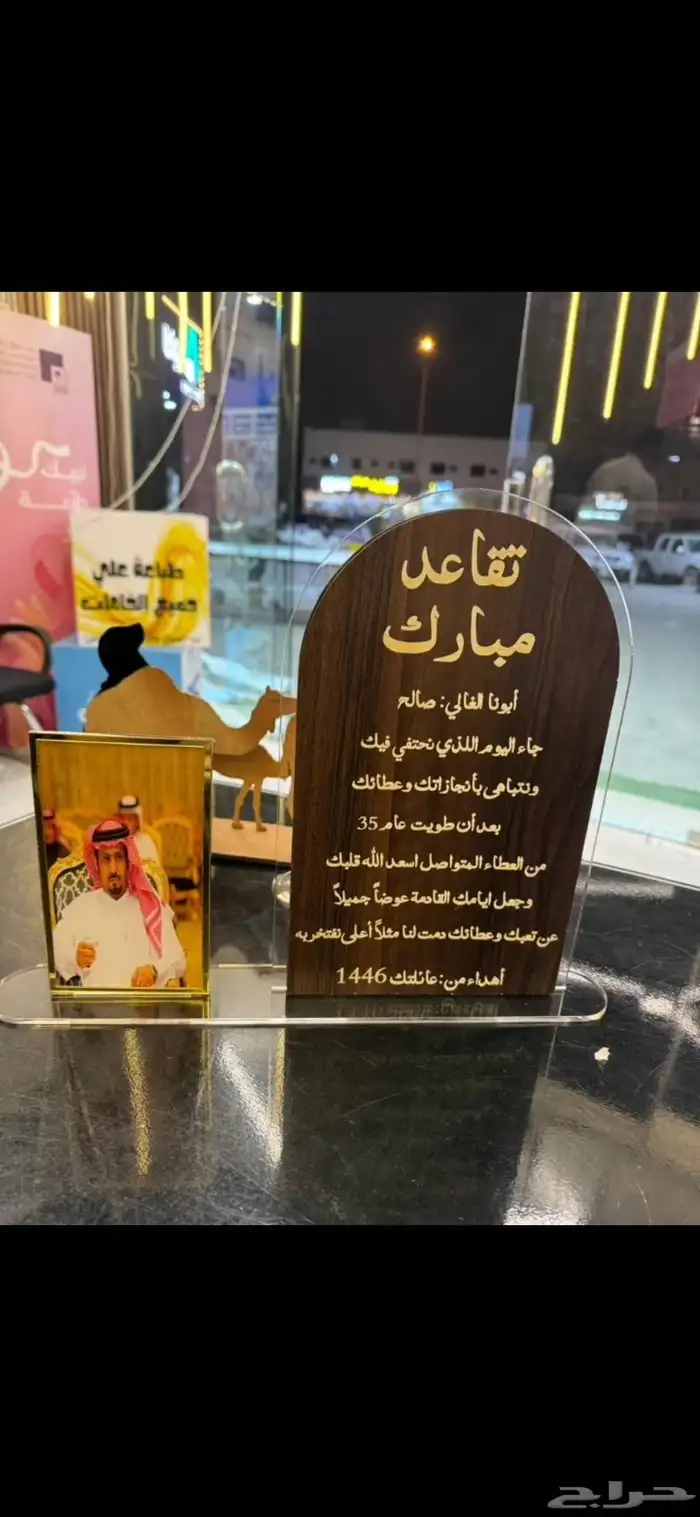 تقاعد
مبارك
أبونا الغالي: صالح
جاء اليوم اللذي نحتفي فيك
ونتباهى بأنجازاتك وعطائك
بعد أن طويت عام 35
من العطاء المتواصل اسعد الله قلبك
وجعل ايامك القادمة عوضاً جميلاً
عن تعبك وعطائك دمت لنا مثلاً أعلى نفتخر به
أهداء من: عائلتك 1446
طباعة على
جميع الخامات
حراج